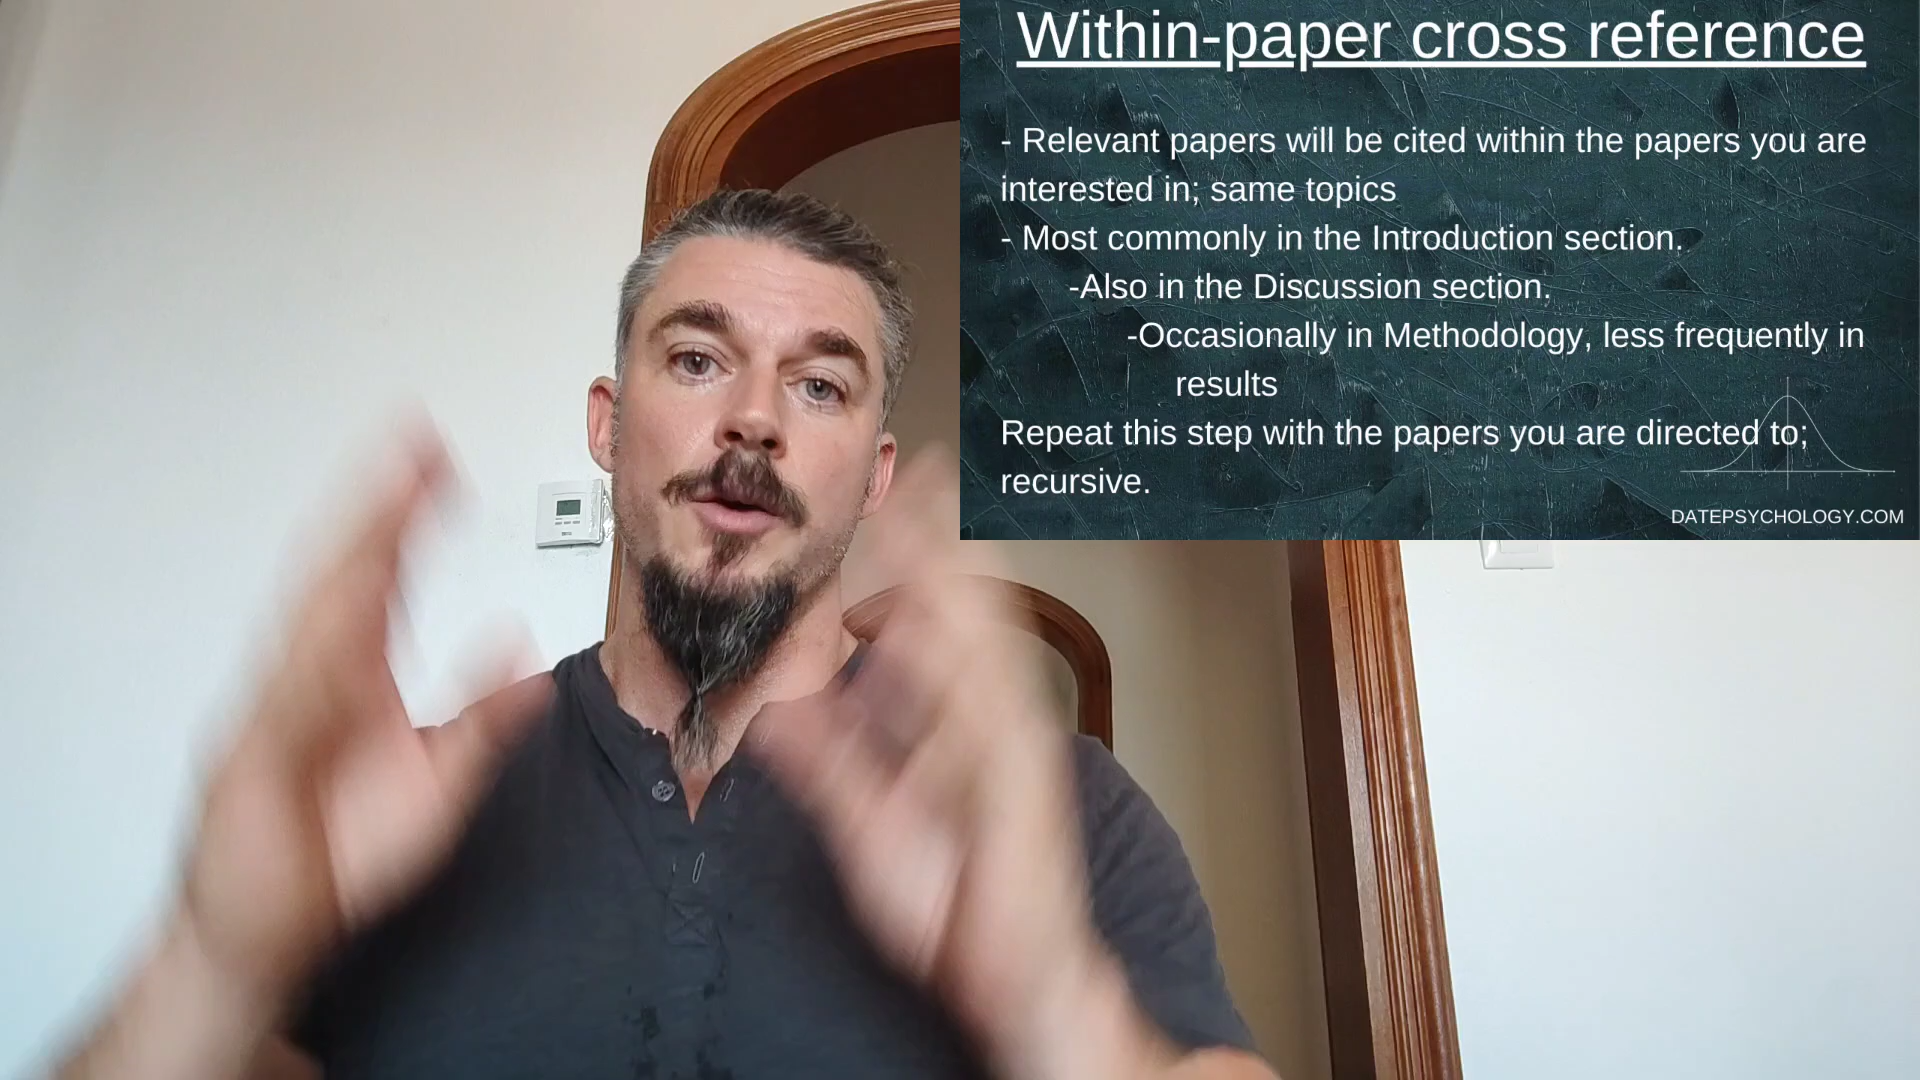 Within-paper cross reference
- Relevant papers will be cited within the papers you are
interested in; same topics
- Most commonly in the Introduction section.
-Also in the Discussion section.
-Occasionally in Methodology, less frequently in
results
Repeat this step with the papers you are directed to;
recursive.
DATEPSYCHOLOGY.COM